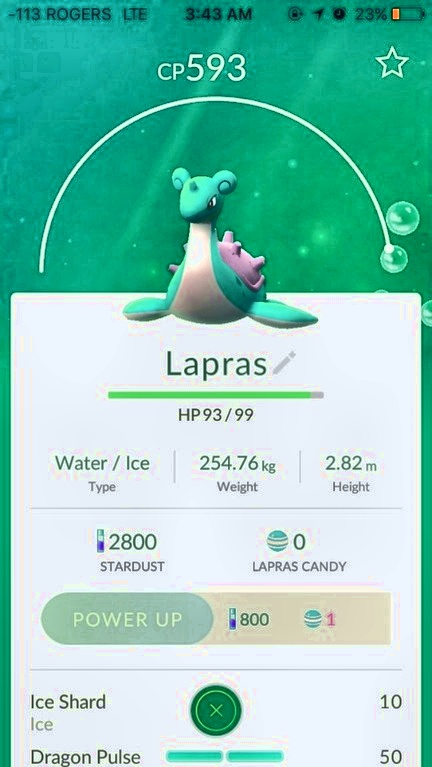 -113 ROGERS LTE 3:43 AM 23%
CP593
Lapras
HP 93 / 99
Water / Ice 254.76 kg 2.82 m
Type Weight Height
2800 0
STARDUST LAPRAS CANDY
POWER UP 800 1
Ice Shard 10
Ice
Dragon Pulse 50